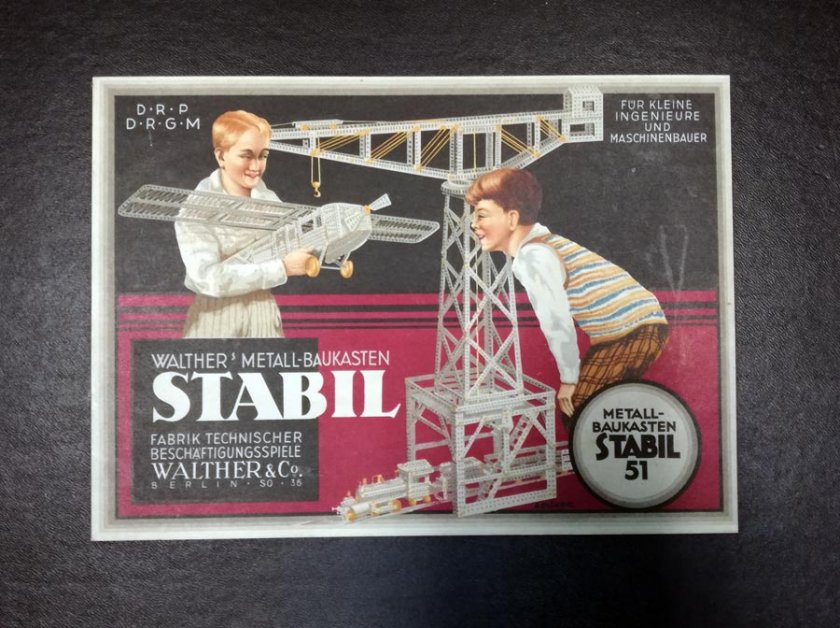 D·R·P
D·R·G·M
FÜR KLEINE
INGENIEURE
UND
MASCHINENBAUER
WALTHER'S METALL-BAUKASTEN
STABIL
FABRIK TECHNISCHER
BESCHÄFTIGUNGSSPIELE
WALTHER & Co.
BERLIN · SO · 36
METALL-
BAUKASTEN
STABIL
51